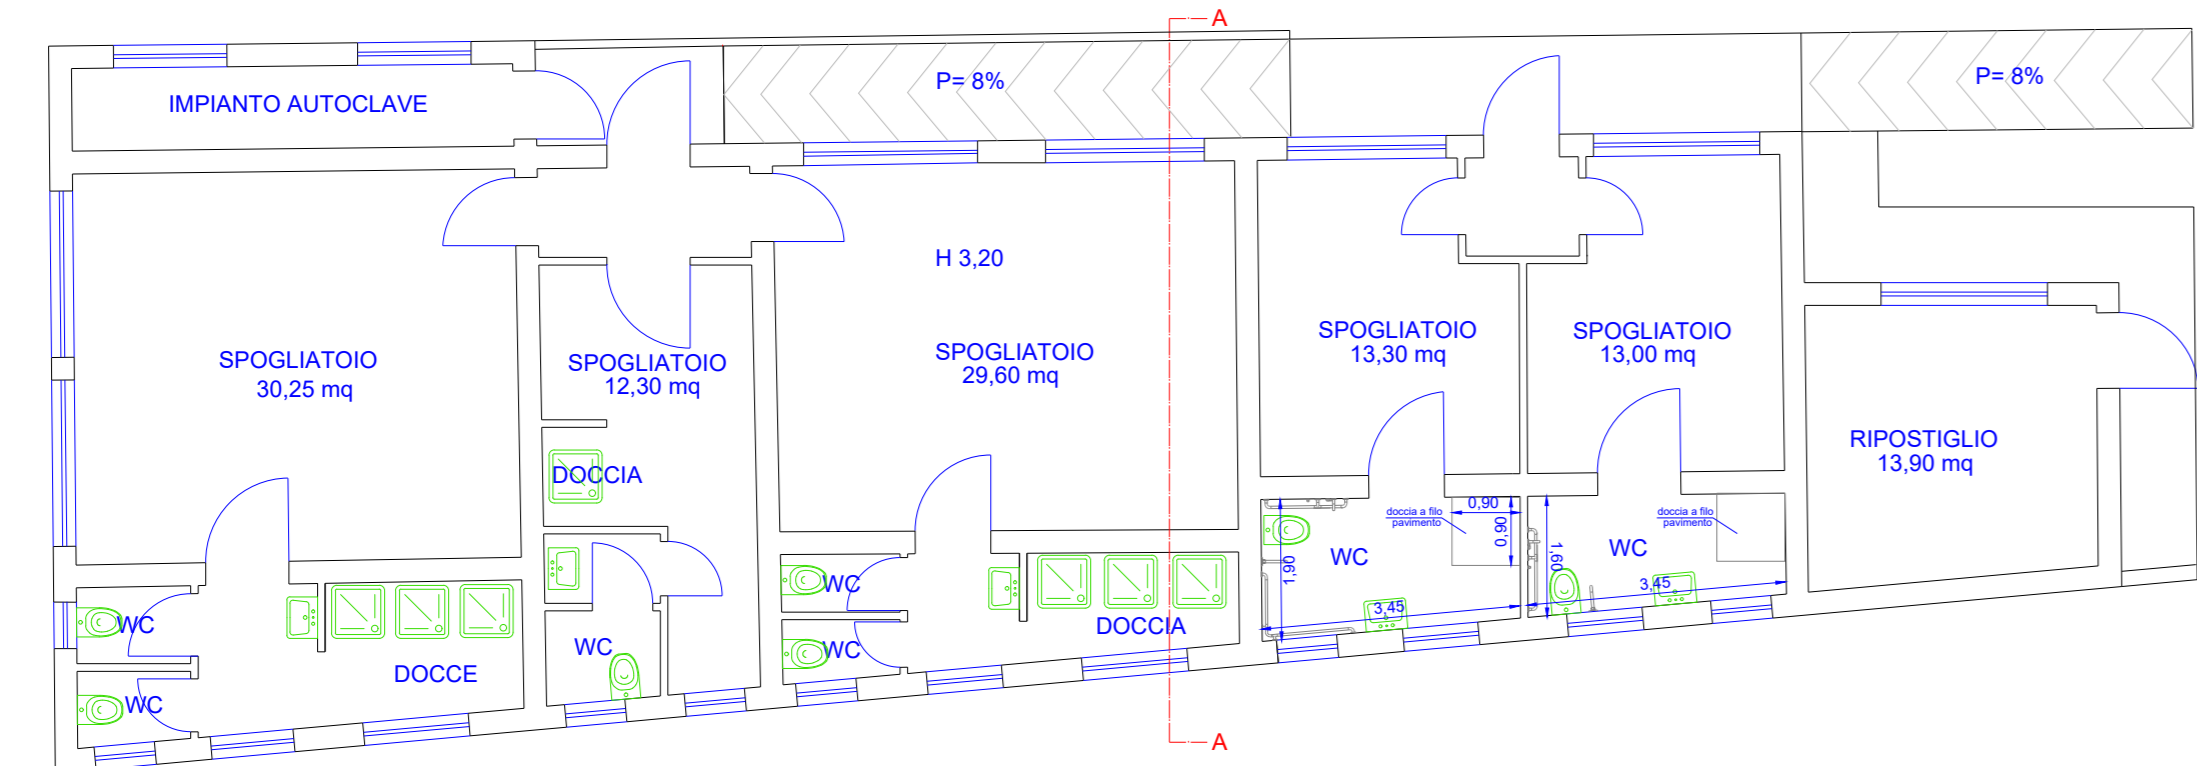 A
IMPIANTO AUTOCLAVE
P= 8%
P= 8%
H 3,20
SPOGLIATOIO
30,25 mq
SPOGLIATOIO
12,30 mq
SPOGLIATOIO
29,60 mq
SPOGLIATOIO
13,30 mq
SPOGLIATOIO
13,00 mq
RIPOSTIGLIO
13,90 mq
DOCCIA
doccia a filo
pavimento
0,90
0,90
doccia a filo
pavimento
WC
1,90
3,45
WC
1,60
3,45
WC
WC
DOCCE
WC
WC
WC
DOCCIA
A